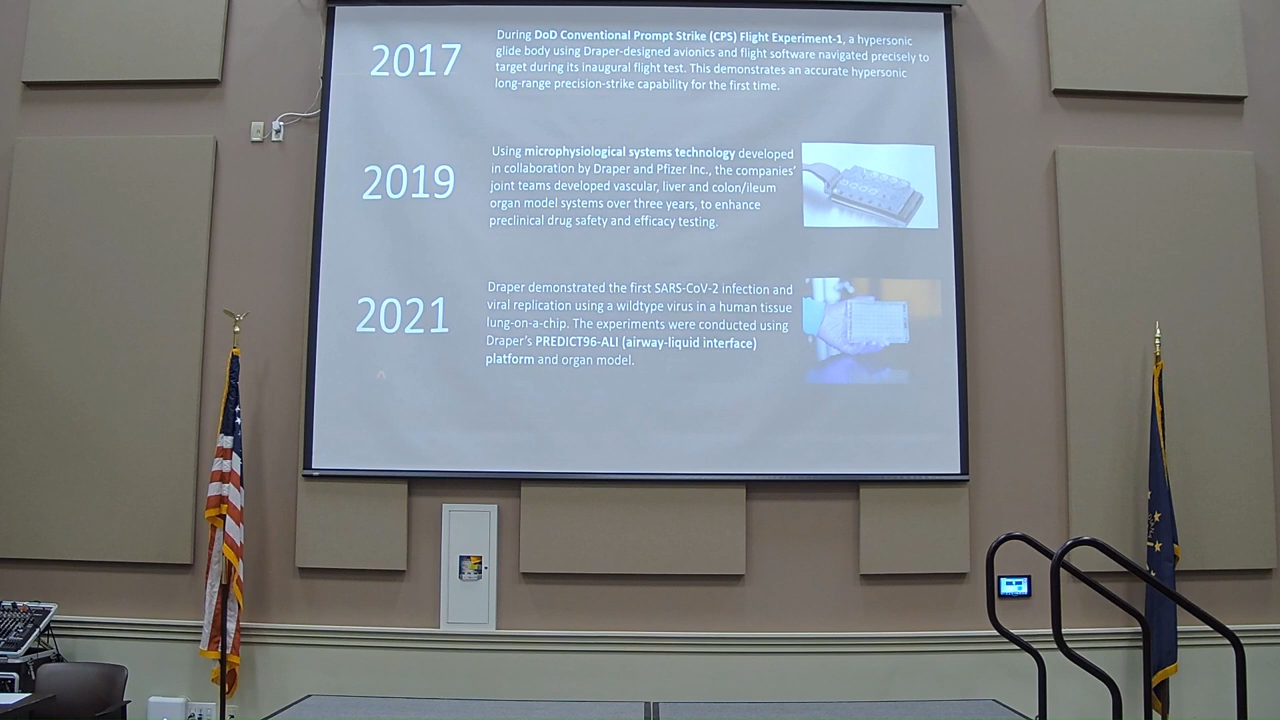 2017
During DoD Conventional Prompt Strike (CPS) Flight Experiment-1, a hypersonic
glide body using Draper-designed avionics and flight software navigated precisely to
target during its inaugural flight test. This demonstrates an accurate hypersonic
long-range precision-strike capability for the first time.
2019
Using microphysiological systems technology developed
in collaboration by Draper and Pfizer Inc., the companies'
joint teams developed vascular, liver and colon/ileum
organ model systems over three years, to enhance
preclinical drug safety and efficacy testing.
2021
Draper demonstrated the first SARS-CoV-2 infection and
viral replication using a wildtype virus in a human tissue
lung-on-a-chip. The experiments were conducted using
Draper's PREDICT96-ALI (airway-liquid interface)
platform and organ model.